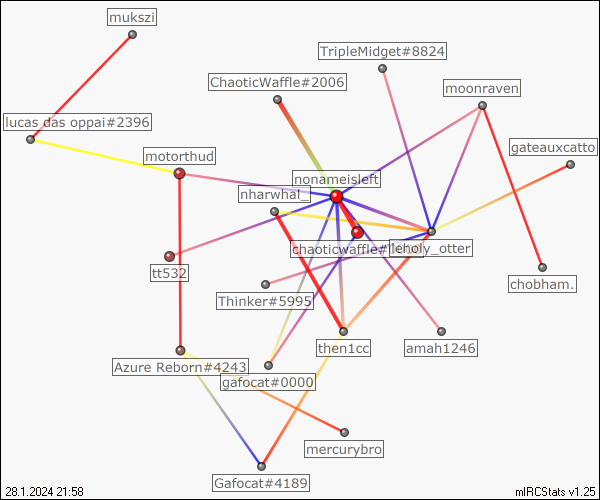 mukszi
TripleMidget#8824
ChaoticWaffle#2006
moonraven
lucas das oppai#2396
gateauxcatto
motorthud
nonameisleft
nharwhal_
chaoticwaffle#
holy_otter
tt532
chobham.
Thinker#5995
then1cc
amah1246
Azure Reborn#4243
gafocat#0000
mercurybro
Gafocat#4189
28.1.2024 21:58
mIRCStats v1.25